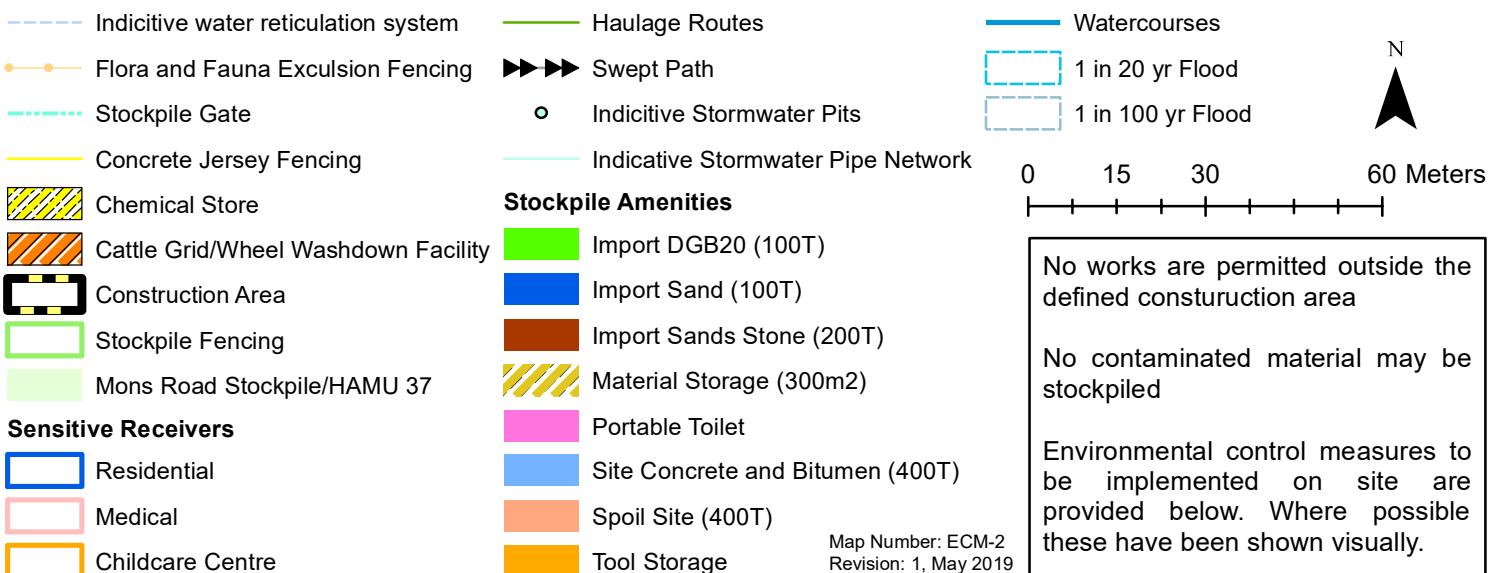 Indicitive water reticulation system
Flora and Fauna Exculsion Fencing
Stockpile Gate
Concrete Jersey Fencing
Chemical Store
Cattle Grid/Wheel Washdown Facility
Construction Area
Stockpile Fencing
Mons Road Stockpile/HAMU 37
Sensitive Receivers
Residential
Medical
Childcare Centre
Haulage Routes
Swept Path
Indicitive Stormwater Pits
Indicative Stormwater Pipe Network
Stockpile Amenities
Import DGB20 (100T)
Import Sand (100T)
Import Sands Stone (200T)
Material Storage (300m2)
Portable Toilet
Site Concrete and Bitumen (400T)
Spoil Site (400T)
Tool Storage
Map Number: ECM-2
Revision: 1, May 2019
Watercourses
1 in 20 yr Flood
1 in 100 yr Flood
N
0 15 30 60 Meters
No works are permitted outside the
defined consturuction area
No contaminated material may be
stockpiled
Environmental control measures to
be implemented on site are
provided below. Where possible
these have been shown visually.